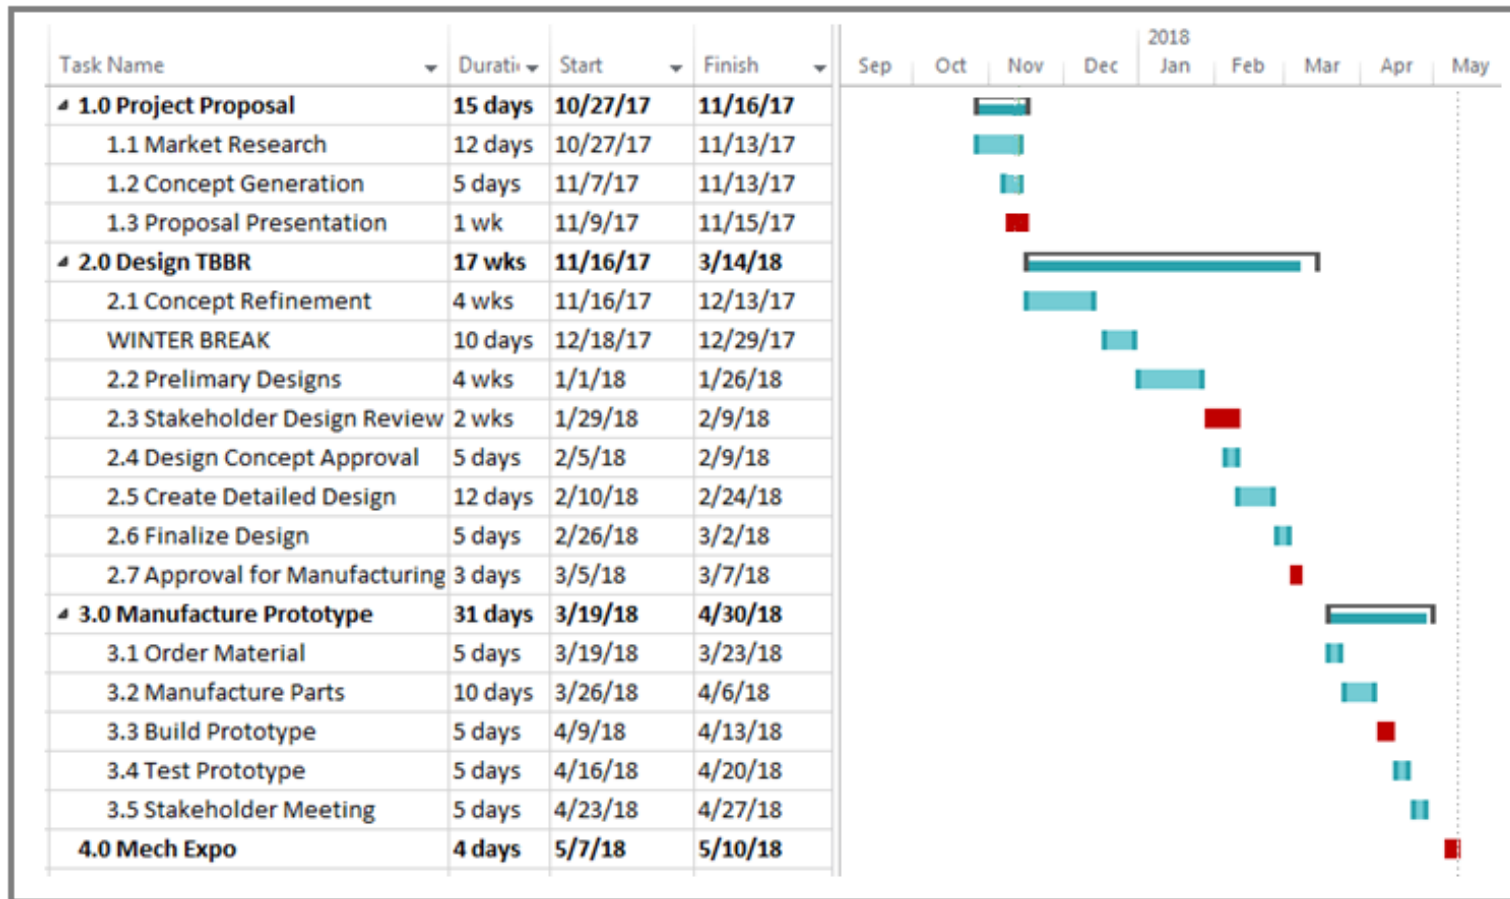 2018
Task Name Durati Start Finish Sep Oct Nov Dec Jan Feb Mar Apr May
1.0 Project Proposal 15 days 10/27/17 11/16/17
1.1 Market Research 12 days 10/27/17 11/13/17
1.2 Concept Generation 5 days 11/7/17 11/13/17
1.3 Proposal Presentation 1 wk 11/9/17 11/15/17
2.0 Design TBBR 17 wks 11/16/17 3/14/18
2.1 Concept Refinement 4 wks 11/16/17 12/13/17
WINTER BREAK 10 days 12/18/17 12/29/17
2.2 Prelimary Designs 4 wks 1/1/18 1/26/18
2.3 Stakeholder Design Review 2 wks 1/29/18 2/9/18
2.4 Design Concept Approval 5 days 2/5/18 2/9/18
2.5 Create Detailed Design 12 days 2/10/18 2/24/18
2.6 Finalize Design 5 days 2/26/18 3/2/18
2.7 Approval for Manufacturing 3 days 3/5/18 3/7/18
3.0 Manufacture Prototype 31 days 3/19/18 4/30/18
3.1 Order Material 5 days 3/19/18 3/23/18
3.2 Manufacture Parts 10 days 3/26/18 4/6/18
3.3 Build Prototype 5 days 4/9/18 4/13/18
3.4 Test Prototype 5 days 4/16/18 4/20/18
3.5 Stakeholder Meeting 5 days 4/23/18 4/27/18
4.0 Mech Expo 4 days 5/7/18 5/10/18